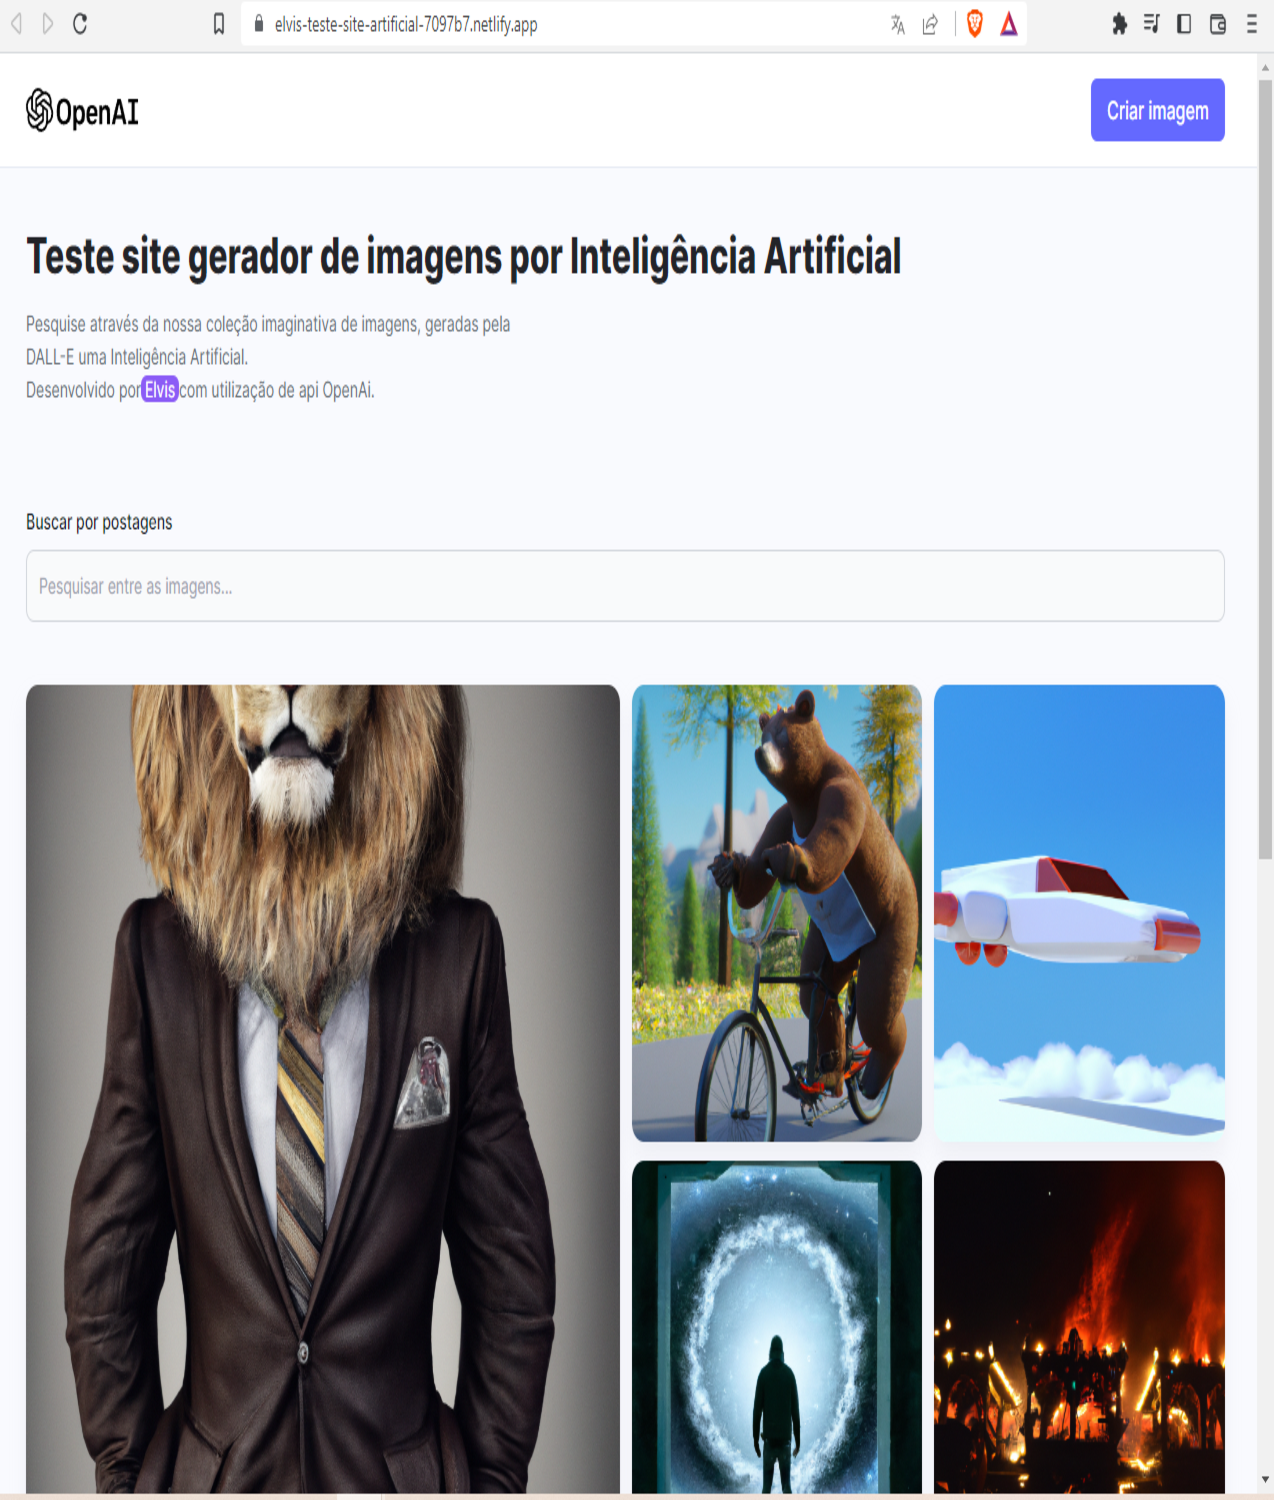 elvis-teste-site-artificial-7097b7.netlify.app
OpenAI
Criar imagem
Teste site gerador de imagens por Inteligência Artificial
Pesquise através da nossa coleção imaginativa de imagens, geradas pela
DALL-E uma Inteligência Artificial.
Desenvolvido por Elvis com utilização de api OpenAi.
Buscar por postagens
Pesquisar entre as imagens...